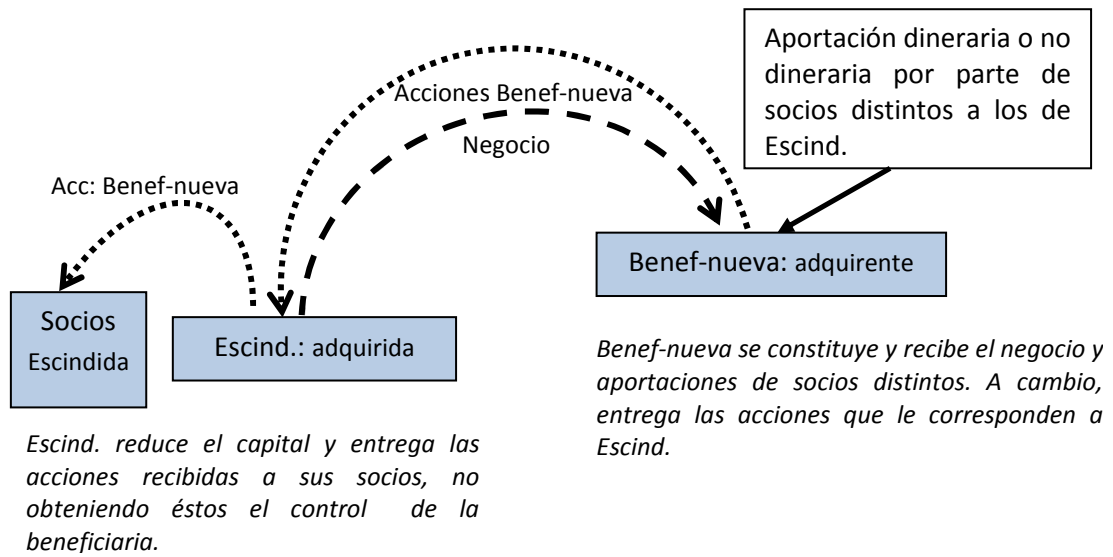 Aportación dineraria o no
dineraria por parte de
socios distintos a los de
Escind.
Acciones Benef-nueva
Negocio
Acc: Benef-nueva
Benef-nueva: adquirente
Socios
Escindida
Escind.: adquirida
Benef-nueva se constituye y recibe el negocio y
aportaciones de socios distintos. A cambio,
entrega las acciones que le corresponden a
Escind.
Escind. reduce el capital y entrega las
acciones recibidas a sus socios, no
obteniendo éstos el control de la
beneficiaria.